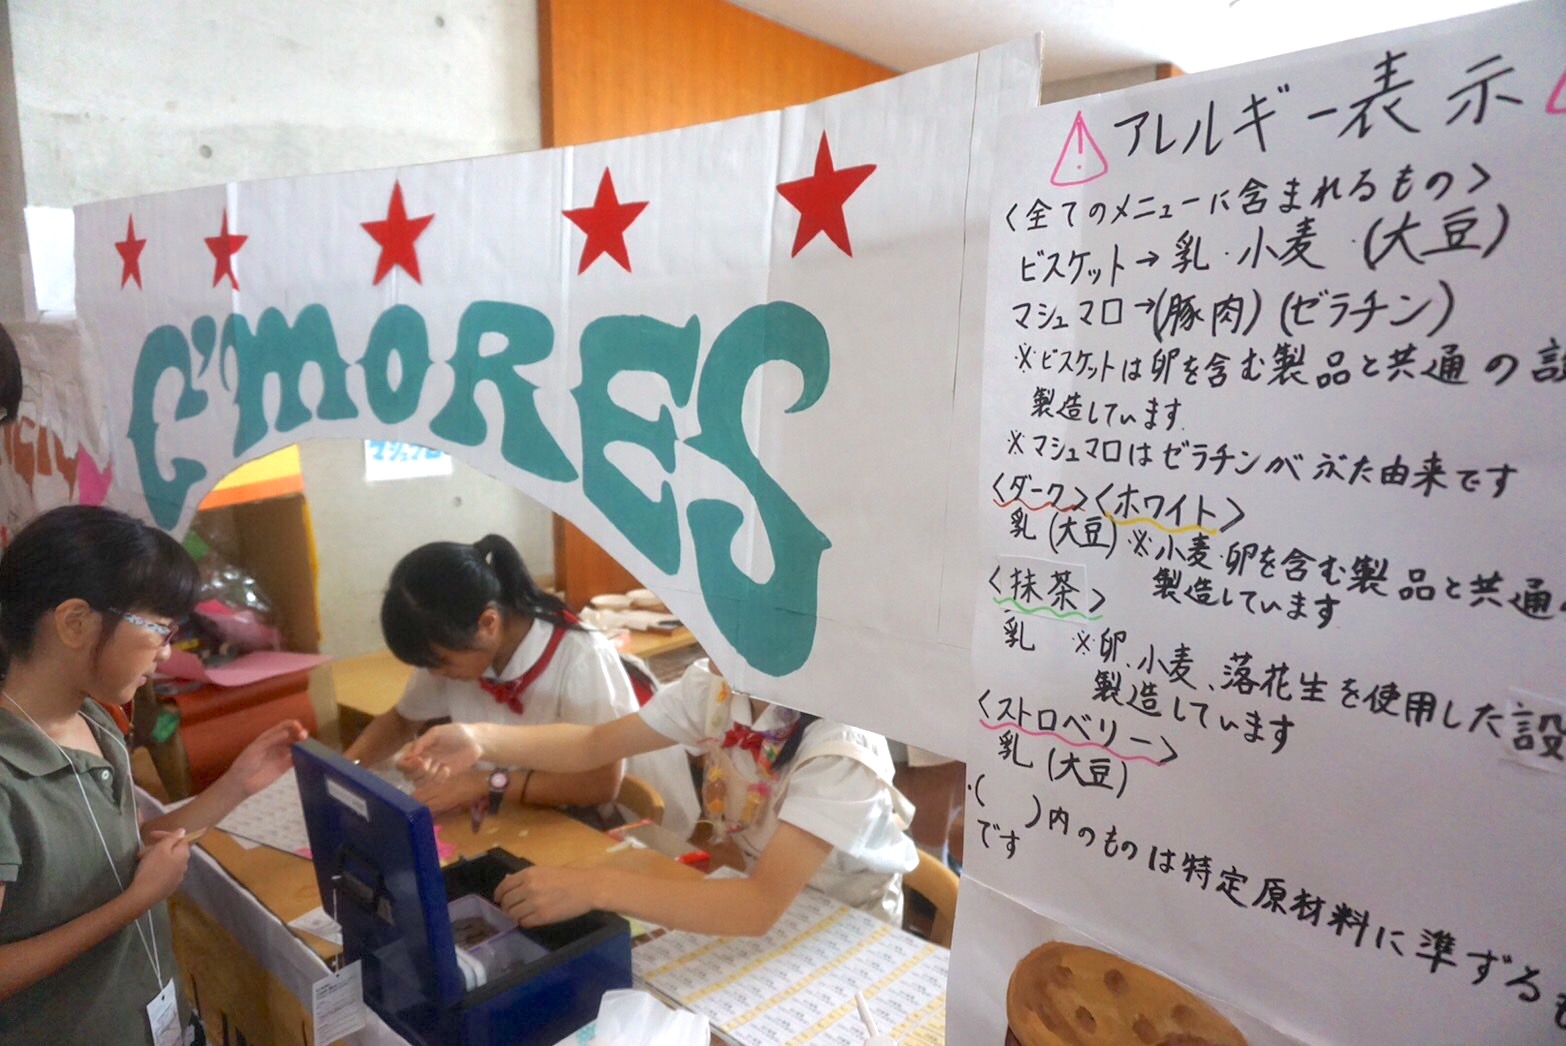 C'MORES
アレルギー表示
〈全てのメニューに含まれるもの〉
ビスケット→乳・小麦・(大豆)
マシュマロ→(豚肉)(ゼラチン)
※ビスケットは卵を含む製品と共通の設
製造しています
※マシュマロはゼラチンがぶた由来です
〈ダーク〉〈ホワイト〉
乳(大豆)※小麦・卵を含む製品と共通
製造しています
〈抹茶〉
乳 ※卵、小麦、落花生を使用した設
製造しています
〈ストロベリー〉
乳(大豆)
・( )内のものは特定原材料に準ずるも
です